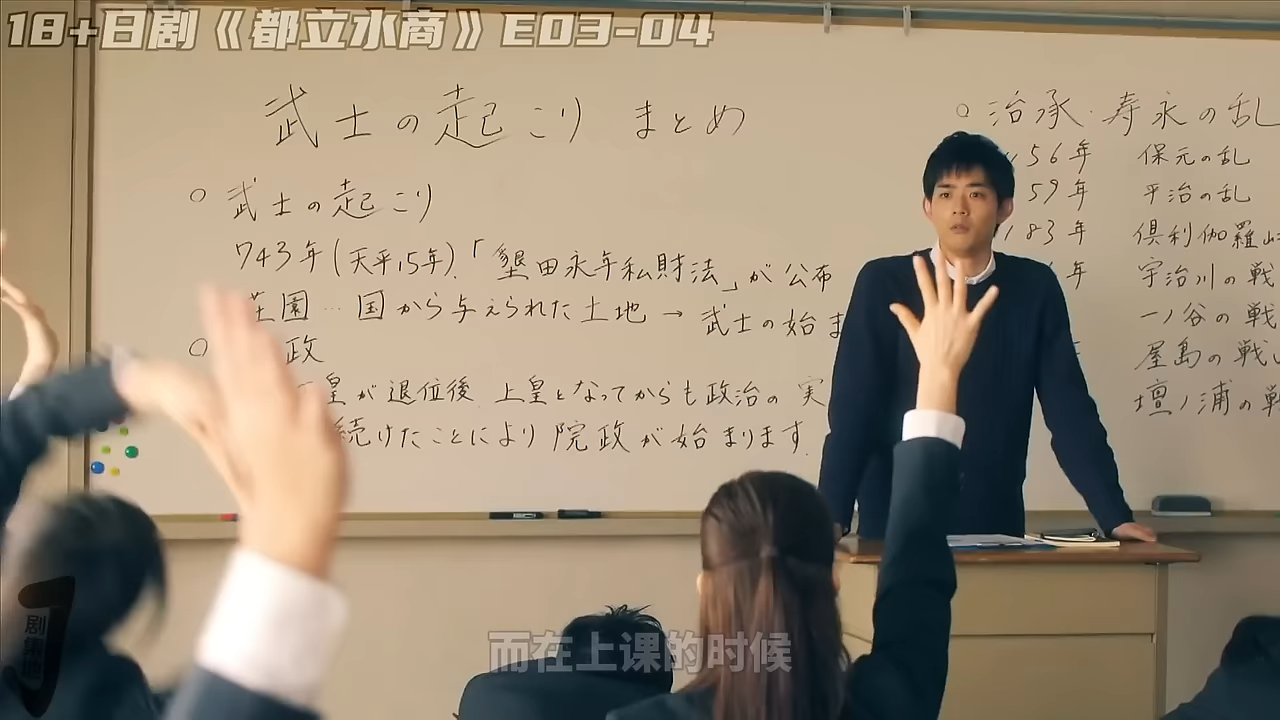 18+日剧《都立水商》E03-04
武士の起こり まとめ
○ 武士の起こり
743年(天平15年).「墾田永年私財法」が公布
荘園…国から与えられた土地→武士の始ま
○ 政
皇が退位後 上皇となってからも政治の実
続けたことにより院政が始まります.
○治承・寿永の乱
56年 保元の乱
59年 平治の乱
183年 倶利伽羅
年 宇治川の戦
一ノ谷の戦
屋島の戦い
壇ノ浦の戦
而在上课的时候
剧集地